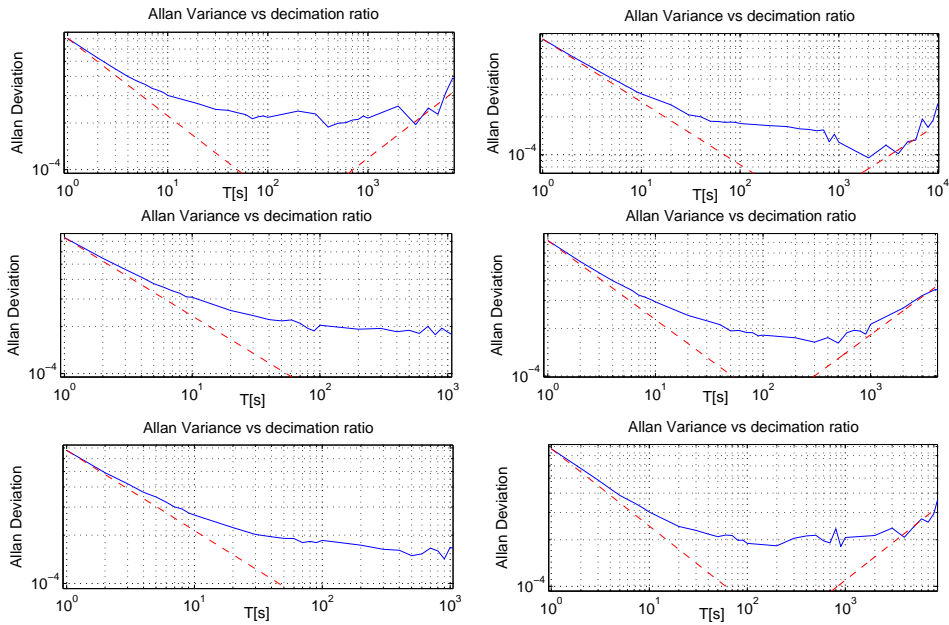 Allan Variance vs decimation ratio
Allan Deviation
10^-4
10^0 10^1 10^2 10^3
T[s]
Allan Variance vs decimation ratio
Allan Deviation
10^-4
10^0 10^1 10^2 10^3 10^4
T[s]
Allan Variance vs decimation ratio
Allan Deviation
10^-4
10^0 10^1 10^2 10^3
T[s]
Allan Variance vs decimation ratio
Allan Deviation
10^-4
10^0 10^1 10^2 10^3
T[s]
Allan Variance vs decimation ratio
Allan Deviation
10^-4
10^0 10^1 10^2 10^3
T[s]
Allan Variance vs decimation ratio
Allan Deviation
10^-4
10^0 10^1 10^2 10^3
T[s]